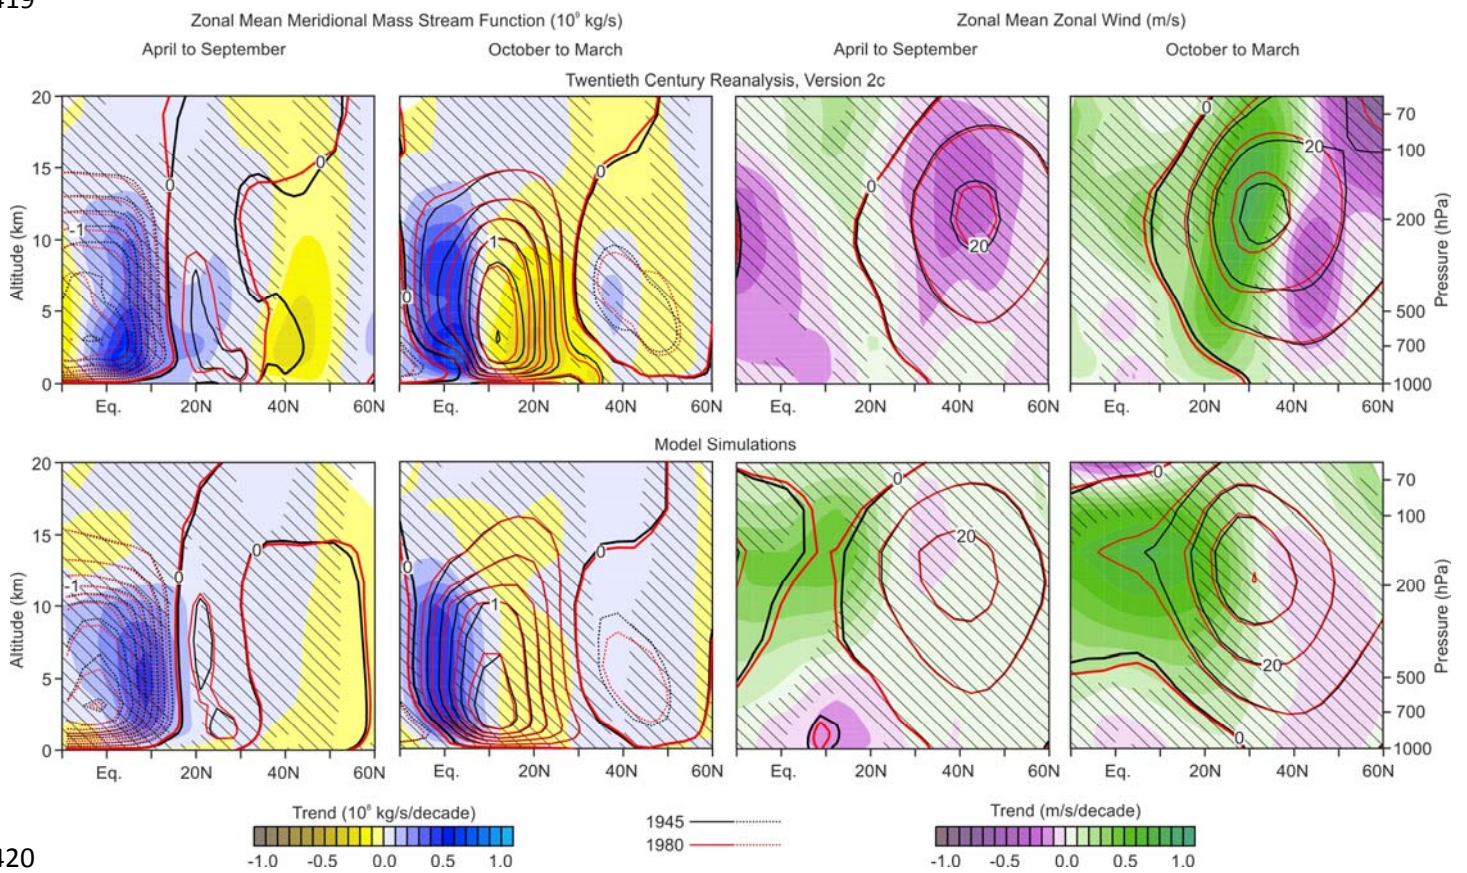 419
Zonal Mean Meridional Mass Stream Function (10⁹ kg/s) Zonal Mean Zonal Wind (m/s)
April to September October to March April to September October to March
Twentieth Century Reanalysis, Version 2c
20 15 10 5 0
Altitude (km)
0 0 -1
0 0 1
0 20
0 20
70 100 200 500 700 1000
Pressure (hPa)
Eq. 20N 40N 60N Eq. 20N 40N 60N Eq. 20N 40N 60N Eq. 20N 40N 60N
Model Simulations
20 15 10 5 0
Altitude (km)
0 0 -1
0 0 1
0 20
0 20 0
70 100 200 500 700 1000
Pressure (hPa)
Eq. 20N 40N 60N Eq. 20N 40N 60N Eq. 20N 40N 60N Eq. 20N 40N 60N
Trend (10⁸ kg/s/decade) Trend (m/s/decade)
1945
1980
-1.0 -0.5 0.0 0.5 1.0 -1.0 -0.5 0.0 0.5 1.0
420